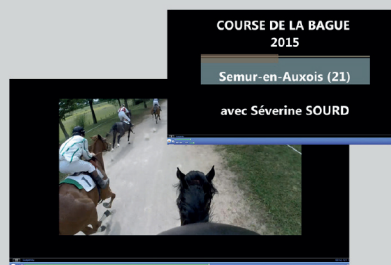 COURSE DE LA BAGUE
2015
Semur-en-Auxois (21)
avec Séverine SOURD